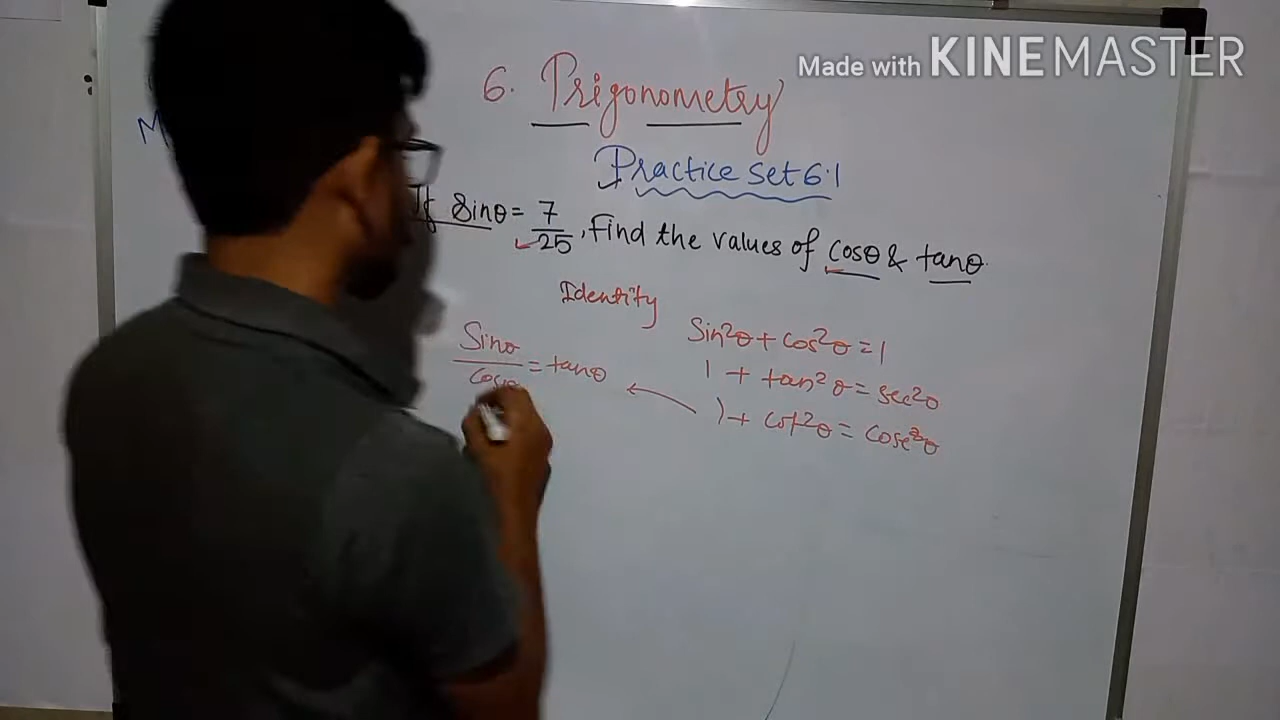 Made with KINEMASTER
6. Trigonometry
Practice Set 6.1
If Sinθ = 7/25, Find the values of cosθ & tanθ.
Identity
Sin²θ + cos²θ = 1
Sinθ/cosθ = tanθ
1 + tan²θ = sec²θ
1 + cot²θ = cosec²θ